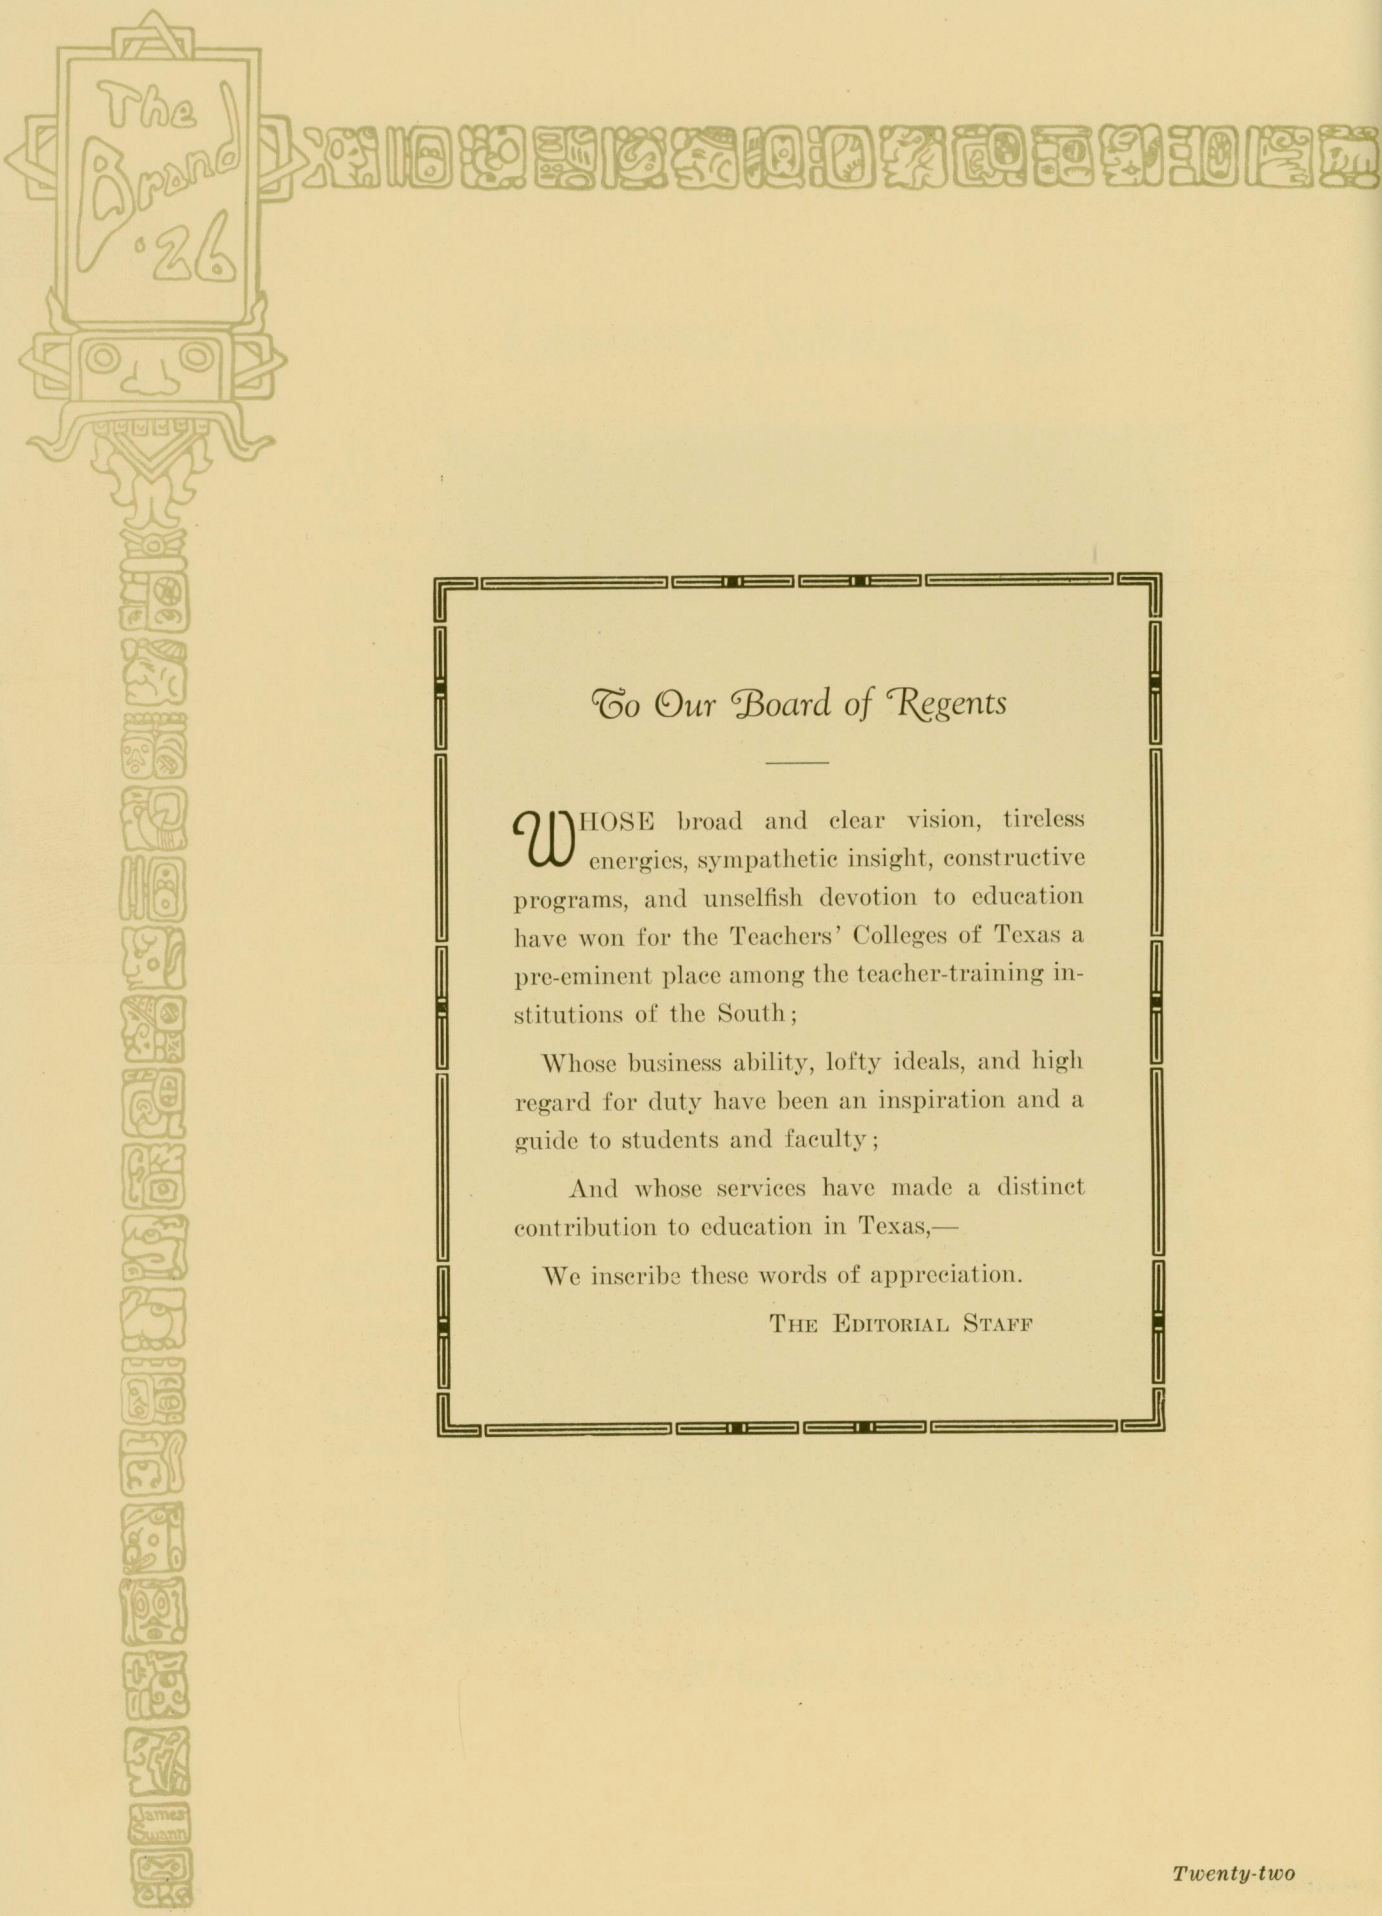 The
Brand
'26
To Our Board of Regents
WHOSE broad and clear vision, tireless
energies, sympathetic insight, constructive
programs, and unselfish devotion to education
have won for the Teachers' Colleges of Texas a
pre-eminent place among the teacher-training in-
stitutions of the South;
Whose business ability, lofty ideals, and high
regard for duty have been an inspiration and a
guide to students and faculty;
And whose services have made a distinct
contribution to education in Texas,—
We inscribe these words of appreciation.
THE EDITORIAL STAFF
James
Swann
Twenty-two